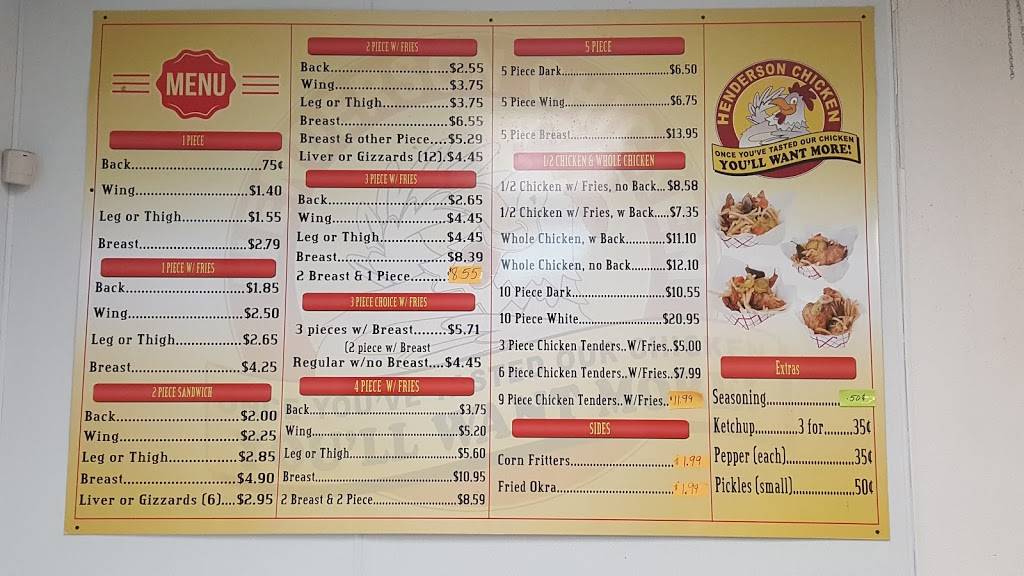 MENU
1 PIECE
Back.....75¢
Wing.....$1.40
Leg or Thigh.....$1.55
Breast.....$2.79
1 PIECE W/ FRIES
Back.....$1.85
Wing.....$2.50
Leg or Thigh.....$2.65
Breast.....$4.25
2 PIECE SANDWICH
Back.....$2.00
Wing.....$2.25
Leg or Thigh.....$2.85
Breast.....$4.90
Liver or Gizzards (6)....$2.95
2 PIECE W/ FRIES
Back.....$2.55
Wing.....$3.75
Leg or Thigh.....$3.75
Breast.....$6.55
Breast & other Piece....$5.29
Liver or Gizzards (12).$4.45
3 PIECE W/ FRIES
Back.....$2.65
Wing.....$4.45
Leg or Thigh.....$4.45
Breast.....$8.39
2 Breast & 1 Piece.....$8.55
3 PIECE CHOICE W/ FRIES
3 pieces w/ Breast.......$5.71
(2 piece w/ Breast
Regular w/no Breast....$4.45
4 PIECE W/ FRIES
Back.....$3.75
Wing.....$5.20
Leg or Thigh.....$5.60
Breast.....$10.95
2 Breast & 2 Piece.....$8.59
5 PIECE
5 Piece Dark.....$6.50
5 Piece Wing.....$6.75
5 Piece Breast.....$13.95
1/2 CHICKEN & WHOLE CHICKEN
1/2 Chicken w/ Fries, no Back...$8.58
1/2 Chicken w/ Fries, w Back.....$7.35
Whole Chicken, w Back...........$11.10
Whole Chicken, no Back..........$12.10
10 Piece Dark.....$10.55
10 Piece White.....$20.95
3 Piece Chicken Tenders..W/Fries..$5.00
6 Piece Chicken Tenders..W/Fries..$7.99
9 Piece Chicken Tenders..W/Fries..$11.99
SIDES
Corn Fritters.....$1.99
Fried Okra.....$1.99
HENDERSON CHICKEN
ONCE YOU'VE TASTED OUR CHICKEN
YOU'LL WANT MORE!
Extras
Seasoning.....50¢
Ketchup..........3 for.......35¢
Pepper (each).....35¢
Pickles (small).....50¢